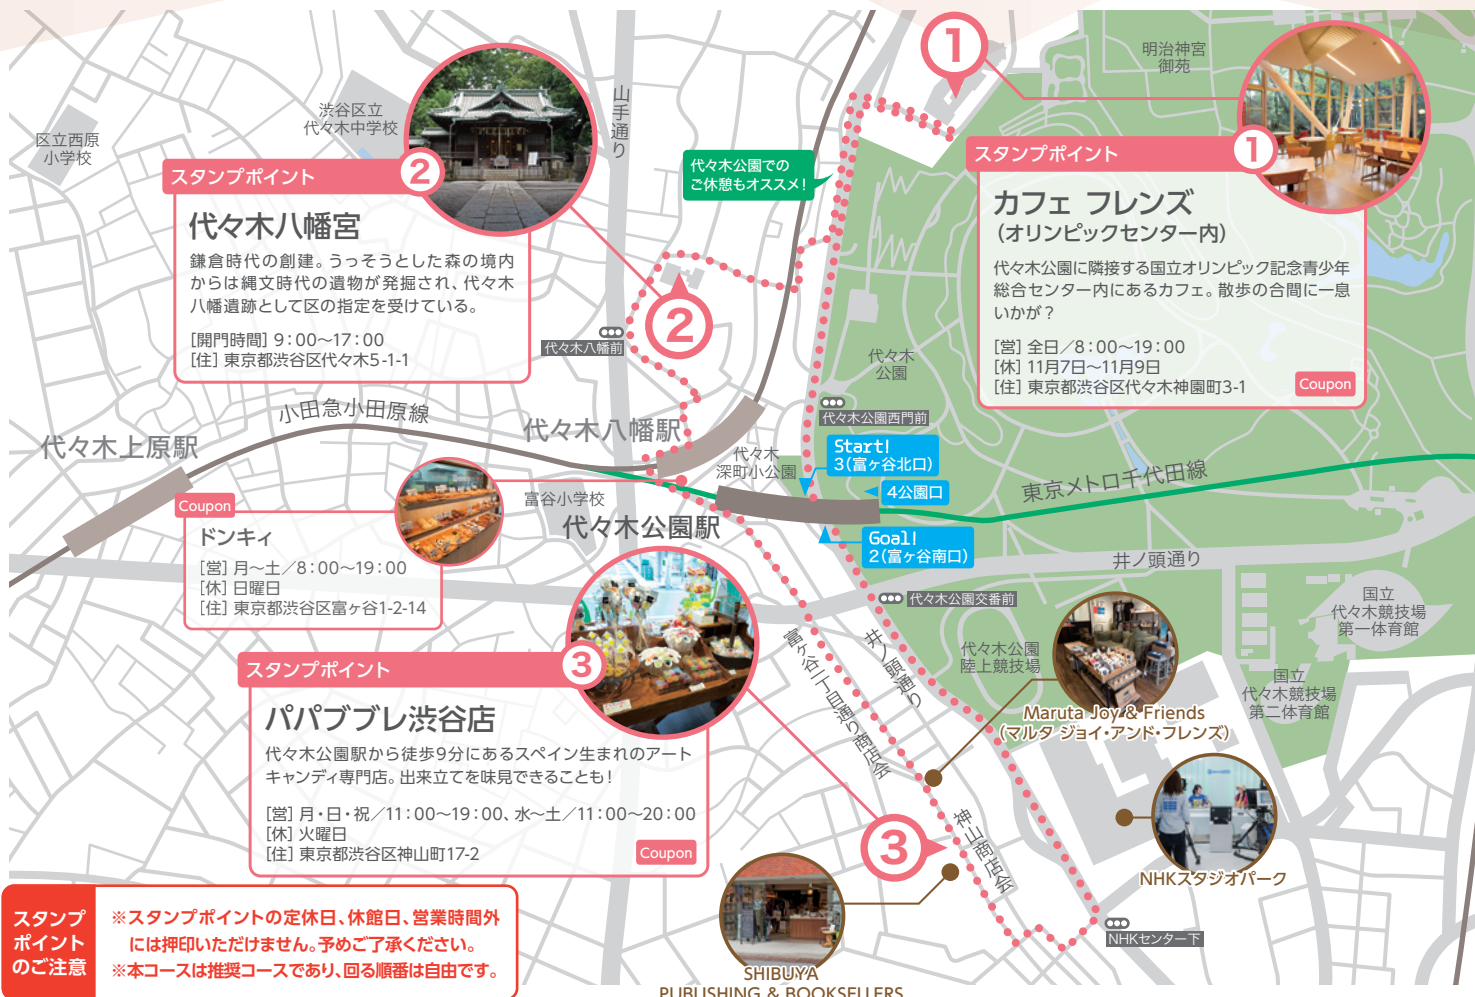 区立西原
小学校
渋谷区立
代々木中学校
山手通り
明治神宮
御苑
1
スタンプポイント
2
代々木八幡宮
鎌倉時代の創建。うっそうとした森の境内
からは縄文時代の遺物が発掘され、代々木
八幡遺跡として区の指定を受けている。
[開門時間] 9:00〜17:00
[住] 東京都渋谷区代々木5-1-1
代々木公園での
ご休憩もオススメ!
スタンプポイント
1
カフェ フレンズ
(オリンピックセンター内)
代々木公園に隣接する国立オリンピック記念青少年
総合センター内にあるカフェ。散歩の合間に一息
いかが?
[営] 全日/8:00〜19:00
[休] 11月7日〜11月9日
[住] 東京都渋谷区代々木神園町3-1
Coupon
2
代々木八幡前
代々木
公園
代々木公園西門前
小田急小田原線
代々木上原駅
代々木八幡駅
代々木
深町小公園
Start!
3(富ヶ谷北口)
4公園口
東京メトロ千代田線
Goal!
2(富ヶ谷南口)
富谷小学校
代々木公園駅
Coupon
ドンキィ
[営] 月〜土/8:00〜19:00
[休] 日曜日
[住] 東京都渋谷区富ヶ谷1-2-14
井ノ頭通り
代々木公園交番前
国立
代々木競技場
第一体育館
代々木公園
陸上競技場
国立
代々木競技場
第二体育館
井ノ頭通り
富ヶ谷一丁目通り商店会
スタンプポイント
3
パパブブレ渋谷店
代々木公園駅から徒歩9分にあるスペイン生まれのアート
キャンディ専門店。出来立てを味見できることも!
[営] 月・日・祝/11:00〜19:00、水〜土/11:00〜20:00
[休] 火曜日
[住] 東京都渋谷区神山町17-2
Coupon
Maruta Joy & Friends
(マルタ ジョイ・アンド・フレンズ)
3
神山商店会
NHKスタジオパーク
NHKセンター下
SHIBUYA
PUBLISHING & BOOKSELLERS
スタンプ
ポイント
のご注意
※スタンプポイントの定休日、休館日、営業時間外
には押印いただけません。予めご了承ください。
※本コースは推奨コースであり、回る順番は自由です。